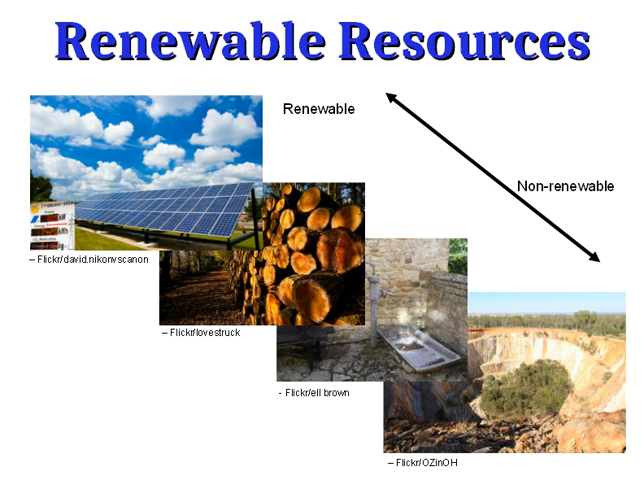 Renewable Resources
Renewable
Non-renewable
– Flickr/david.nikonvscanon
– Flickr/lovestruck
- Flickr/ell brown
– Flickr/OZinOH